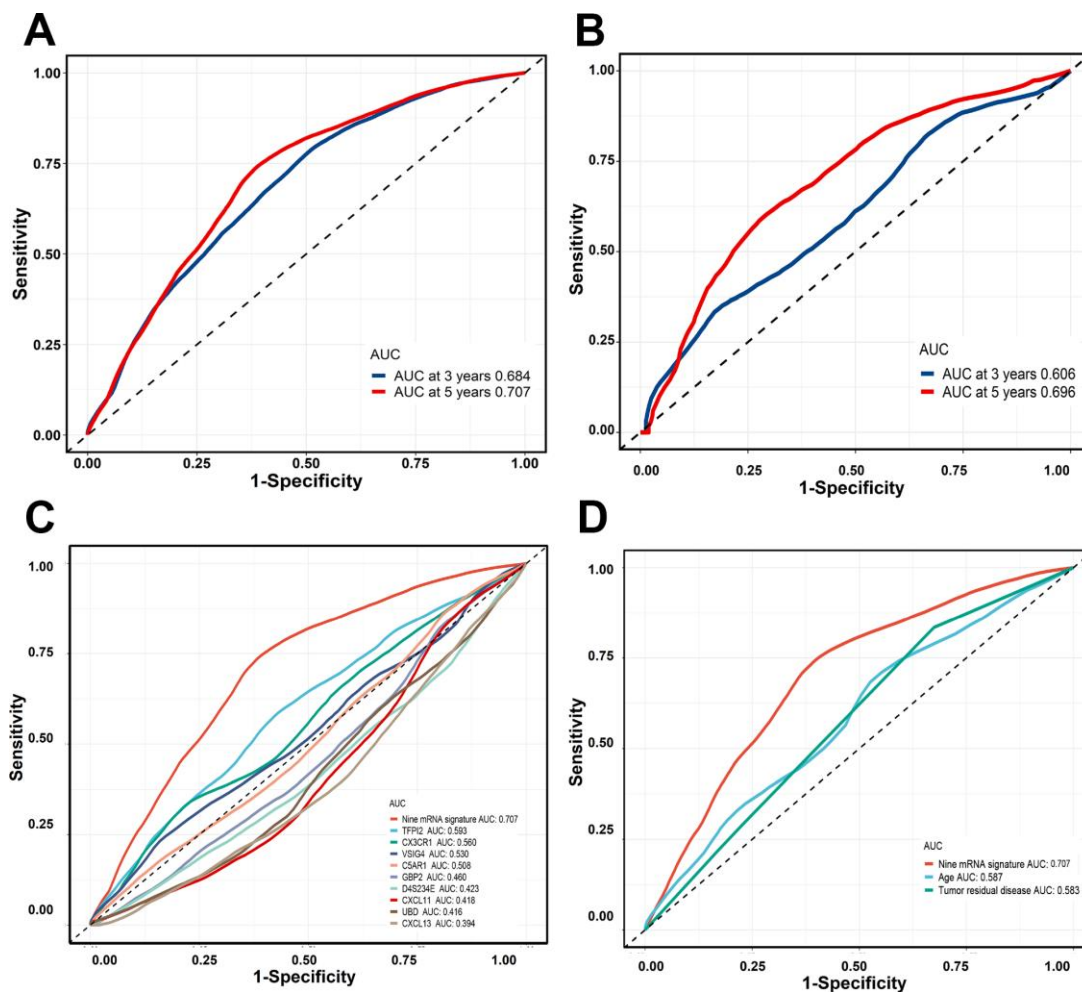 A
1.00
0.75
0.50
0.25
0.00
Sensitivity
AUC
AUC at 3 years 0.684
AUC at 5 years 0.707
0.00 0.25 0.50 0.75 1.00
1-Specificity
B
1.00
0.75
0.50
0.25
0.00
Sensitivity
AUC
AUC at 3 years 0.606
AUC at 5 years 0.696
0.00 0.25 0.50 0.75 1.00
1-Specificity
C
1.00
0.75
0.50
0.25
0.00
Sensitivity
AUC
Nine mRNA signature AUC: 0.707
TFPI2 AUC: 0.593
CX3CR1 AUC: 0.560
VSIG4 AUC: 0.530
C5AR1 AUC: 0.508
GBP2 AUC: 0.460
D4S234E AUC: 0.423
CXCL11 AUC: 0.418
UBD AUC: 0.416
CXCL13 AUC: 0.394
0.00 0.25 0.50 0.75 1.00
1-Specificity
D
1.00
0.75
0.50
0.25
0.00
Sensitivity
AUC
Nine mRNA signature AUC: 0.707
Age AUC: 0.587
Tumor residual disease AUC: 0.583
0.00 0.25 0.50 0.75 1.00
1-Specificity